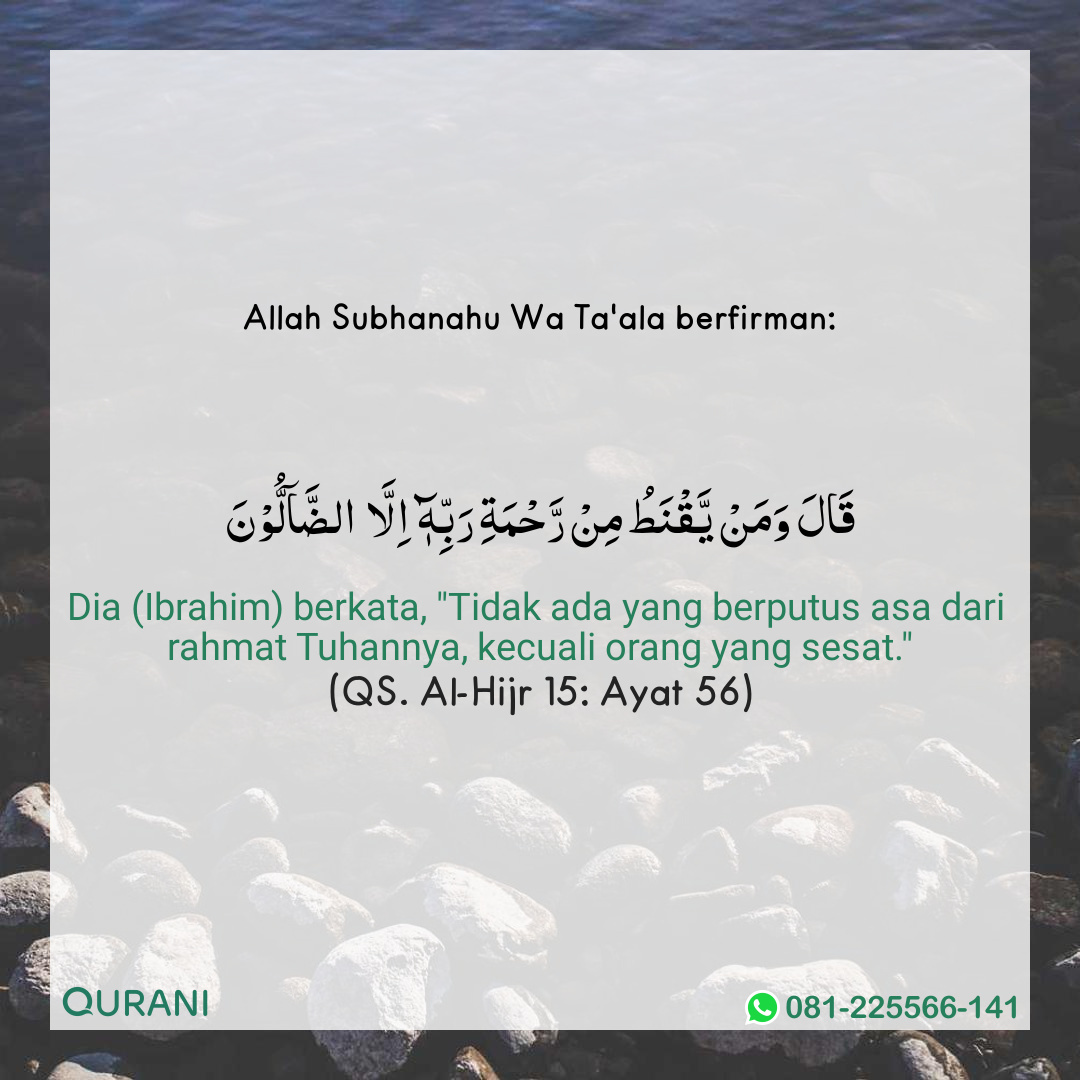 Allah Subhanahu Wa Ta'ala berfirman:
قَالَ وَمَنْ يَّقْنَطُ مِنْ رَّحْمَةِ رَبِّهٖٓ اِلَّا الضَّاۤلُّوْنَ
Dia (Ibrahim) berkata, "Tidak ada yang berputus asa dari
rahmat Tuhannya, kecuali orang yang sesat."
(QS. Al-Hijr 15: Ayat 56)
QURANI
081-225566-141